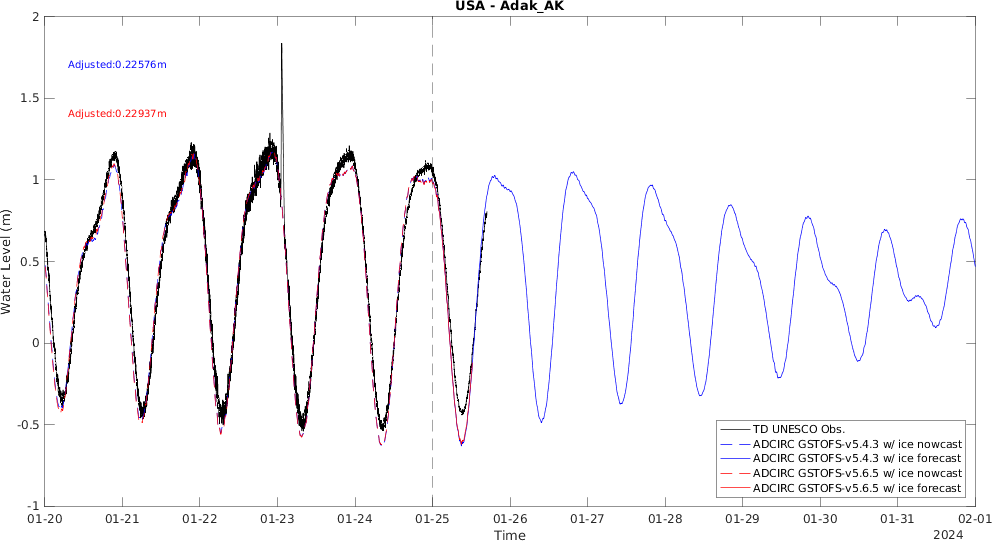 USA - Adak_AK
2
1.5
1
0.5
0
-0.5
-1
Water Level (m)
Adjusted:0.22576m
Adjusted:0.22937m
TD UNESCO Obs.
ADCIRC GSTOFS-v5.4.3 w/ ice nowcast
ADCIRC GSTOFS-v5.4.3 w/ ice forecast
ADCIRC GSTOFS-v5.6.5 w/ ice nowcast
ADCIRC GSTOFS-v5.6.5 w/ ice forecast
01-20 01-21 01-22 01-23 01-24 01-25 01-26 01-27 01-28 01-29 01-30 01-31 02-01
Time
2024